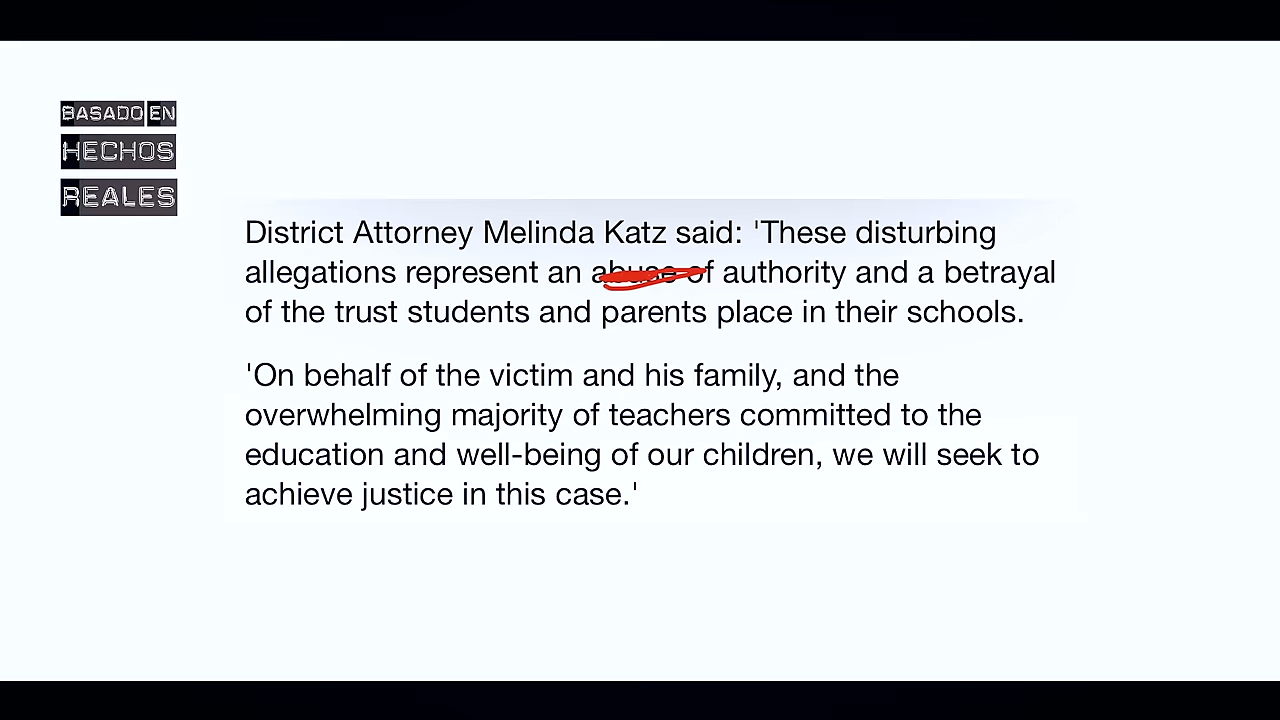 BASADO EN
HECHOS
REALES
District Attorney Melinda Katz said: 'These disturbing
allegations represent an abuse of authority and a betrayal
of the trust students and parents place in their schools.
'On behalf of the victim and his family, and the
overwhelming majority of teachers committed to the
education and well-being of our children, we will seek to
achieve justice in this case.'